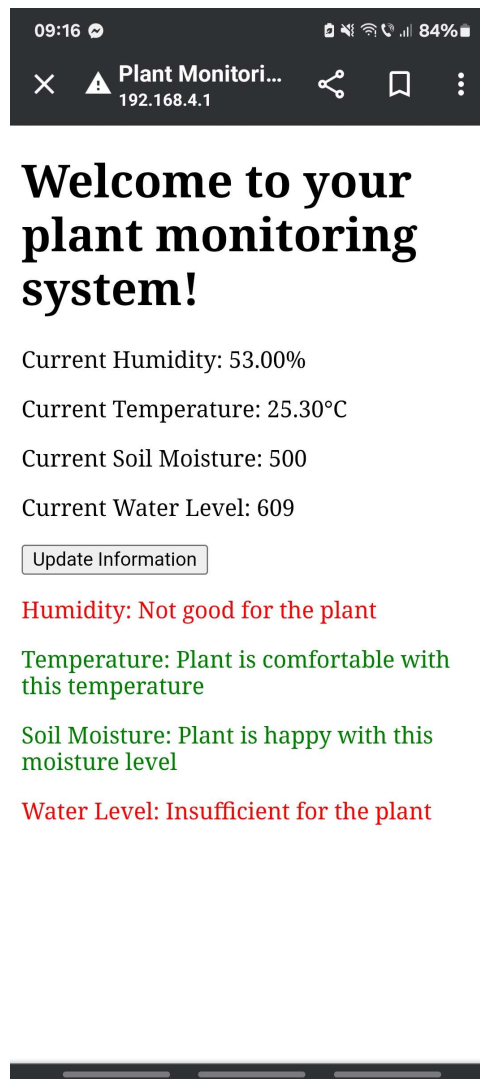 09:16
84%
Plant Monitori...
192.168.4.1
Welcome to your
plant monitoring
system!
Current Humidity: 53.00%
Current Temperature: 25.30°C
Current Soil Moisture: 500
Current Water Level: 609
Update Information
Humidity: Not good for the plant
Temperature: Plant is comfortable with
this temperature
Soil Moisture: Plant is happy with this
moisture level
Water Level: Insufficient for the plant